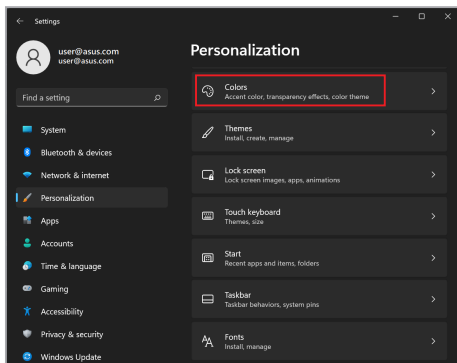 Settings
user@asus.com
user@asus.com
Find a setting
System
Bluetooth & devices
Network & internet
Personalization
Apps
Accounts
Time & language
Gaming
Accessibility
Privacy & security
Windows Update
Personalization
Colors
Accent color, transparency effects, color theme
Themes
Install, create, manage
Lock screen
Lock screen images, apps, animations
Touch keyboard
Themes, size
Start
Recent apps and items, folders
Taskbar
Taskbar behaviors, system pins
Fonts
Install, manage